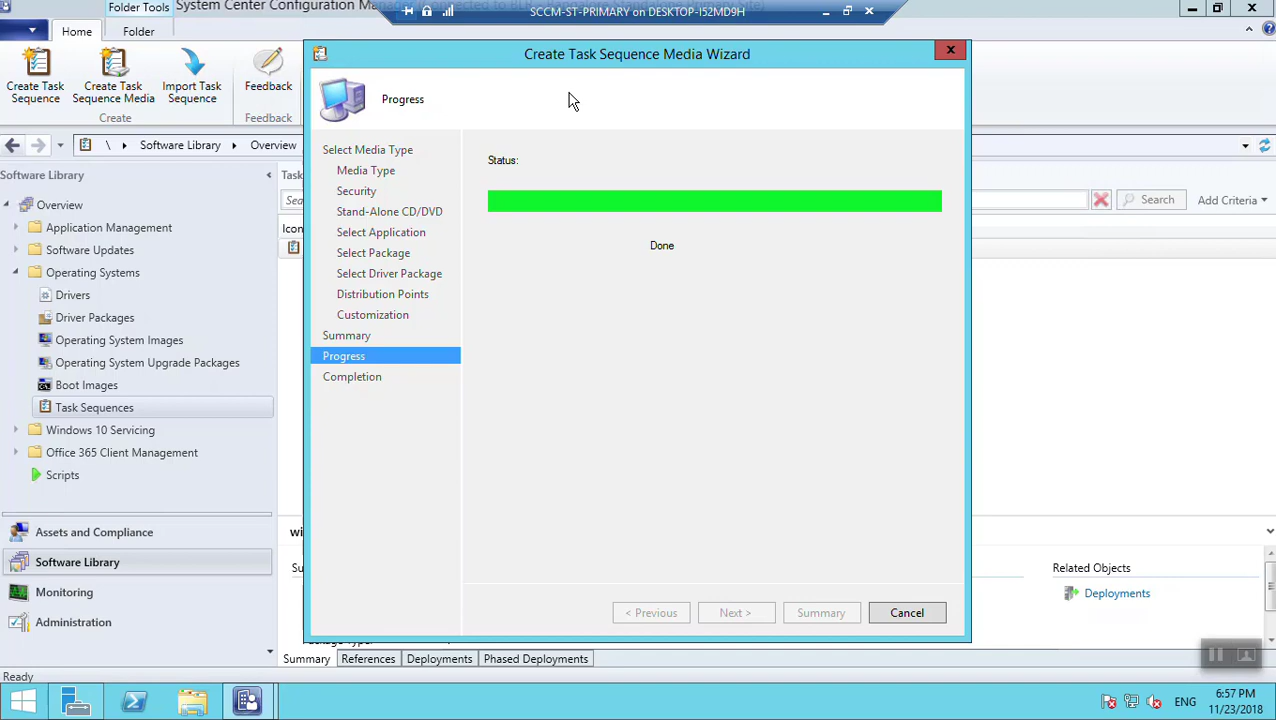 Folder Tools
System Center Configuration Mana
SCCM-ST-PRIMARY on DESKTOP-I52MD9H
Home
Folder
Create Task Sequence Media Wizard
Create Task
Sequence
Create Task
Sequence Media
Import Task
Sequence
Feedback
Create
Feedback
Progress
\
Software Library
Overview
Software Library
Task
Sea
Search
Add Criteria
Icon
Overview
Application Management
Software Updates
Operating Systems
Drivers
Driver Packages
Operating System Images
Operating System Upgrade Packages
Boot Images
Task Sequences
Windows 10 Servicing
Office 365 Client Management
Scripts
Assets and Compliance
Software Library
Monitoring
Administration
Select Media Type
Media Type
Security
Stand-Alone CD/DVD
Select Application
Select Package
Select Driver Package
Distribution Points
Customization
Summary
Progress
Completion
Status:
Done
< Previous
Next >
Summary
Cancel
wi
Su
Related Objects
Deployments
Summary
References
Deployments
Phased Deployments
Ready
ENG
6:57 PM
11/23/2018